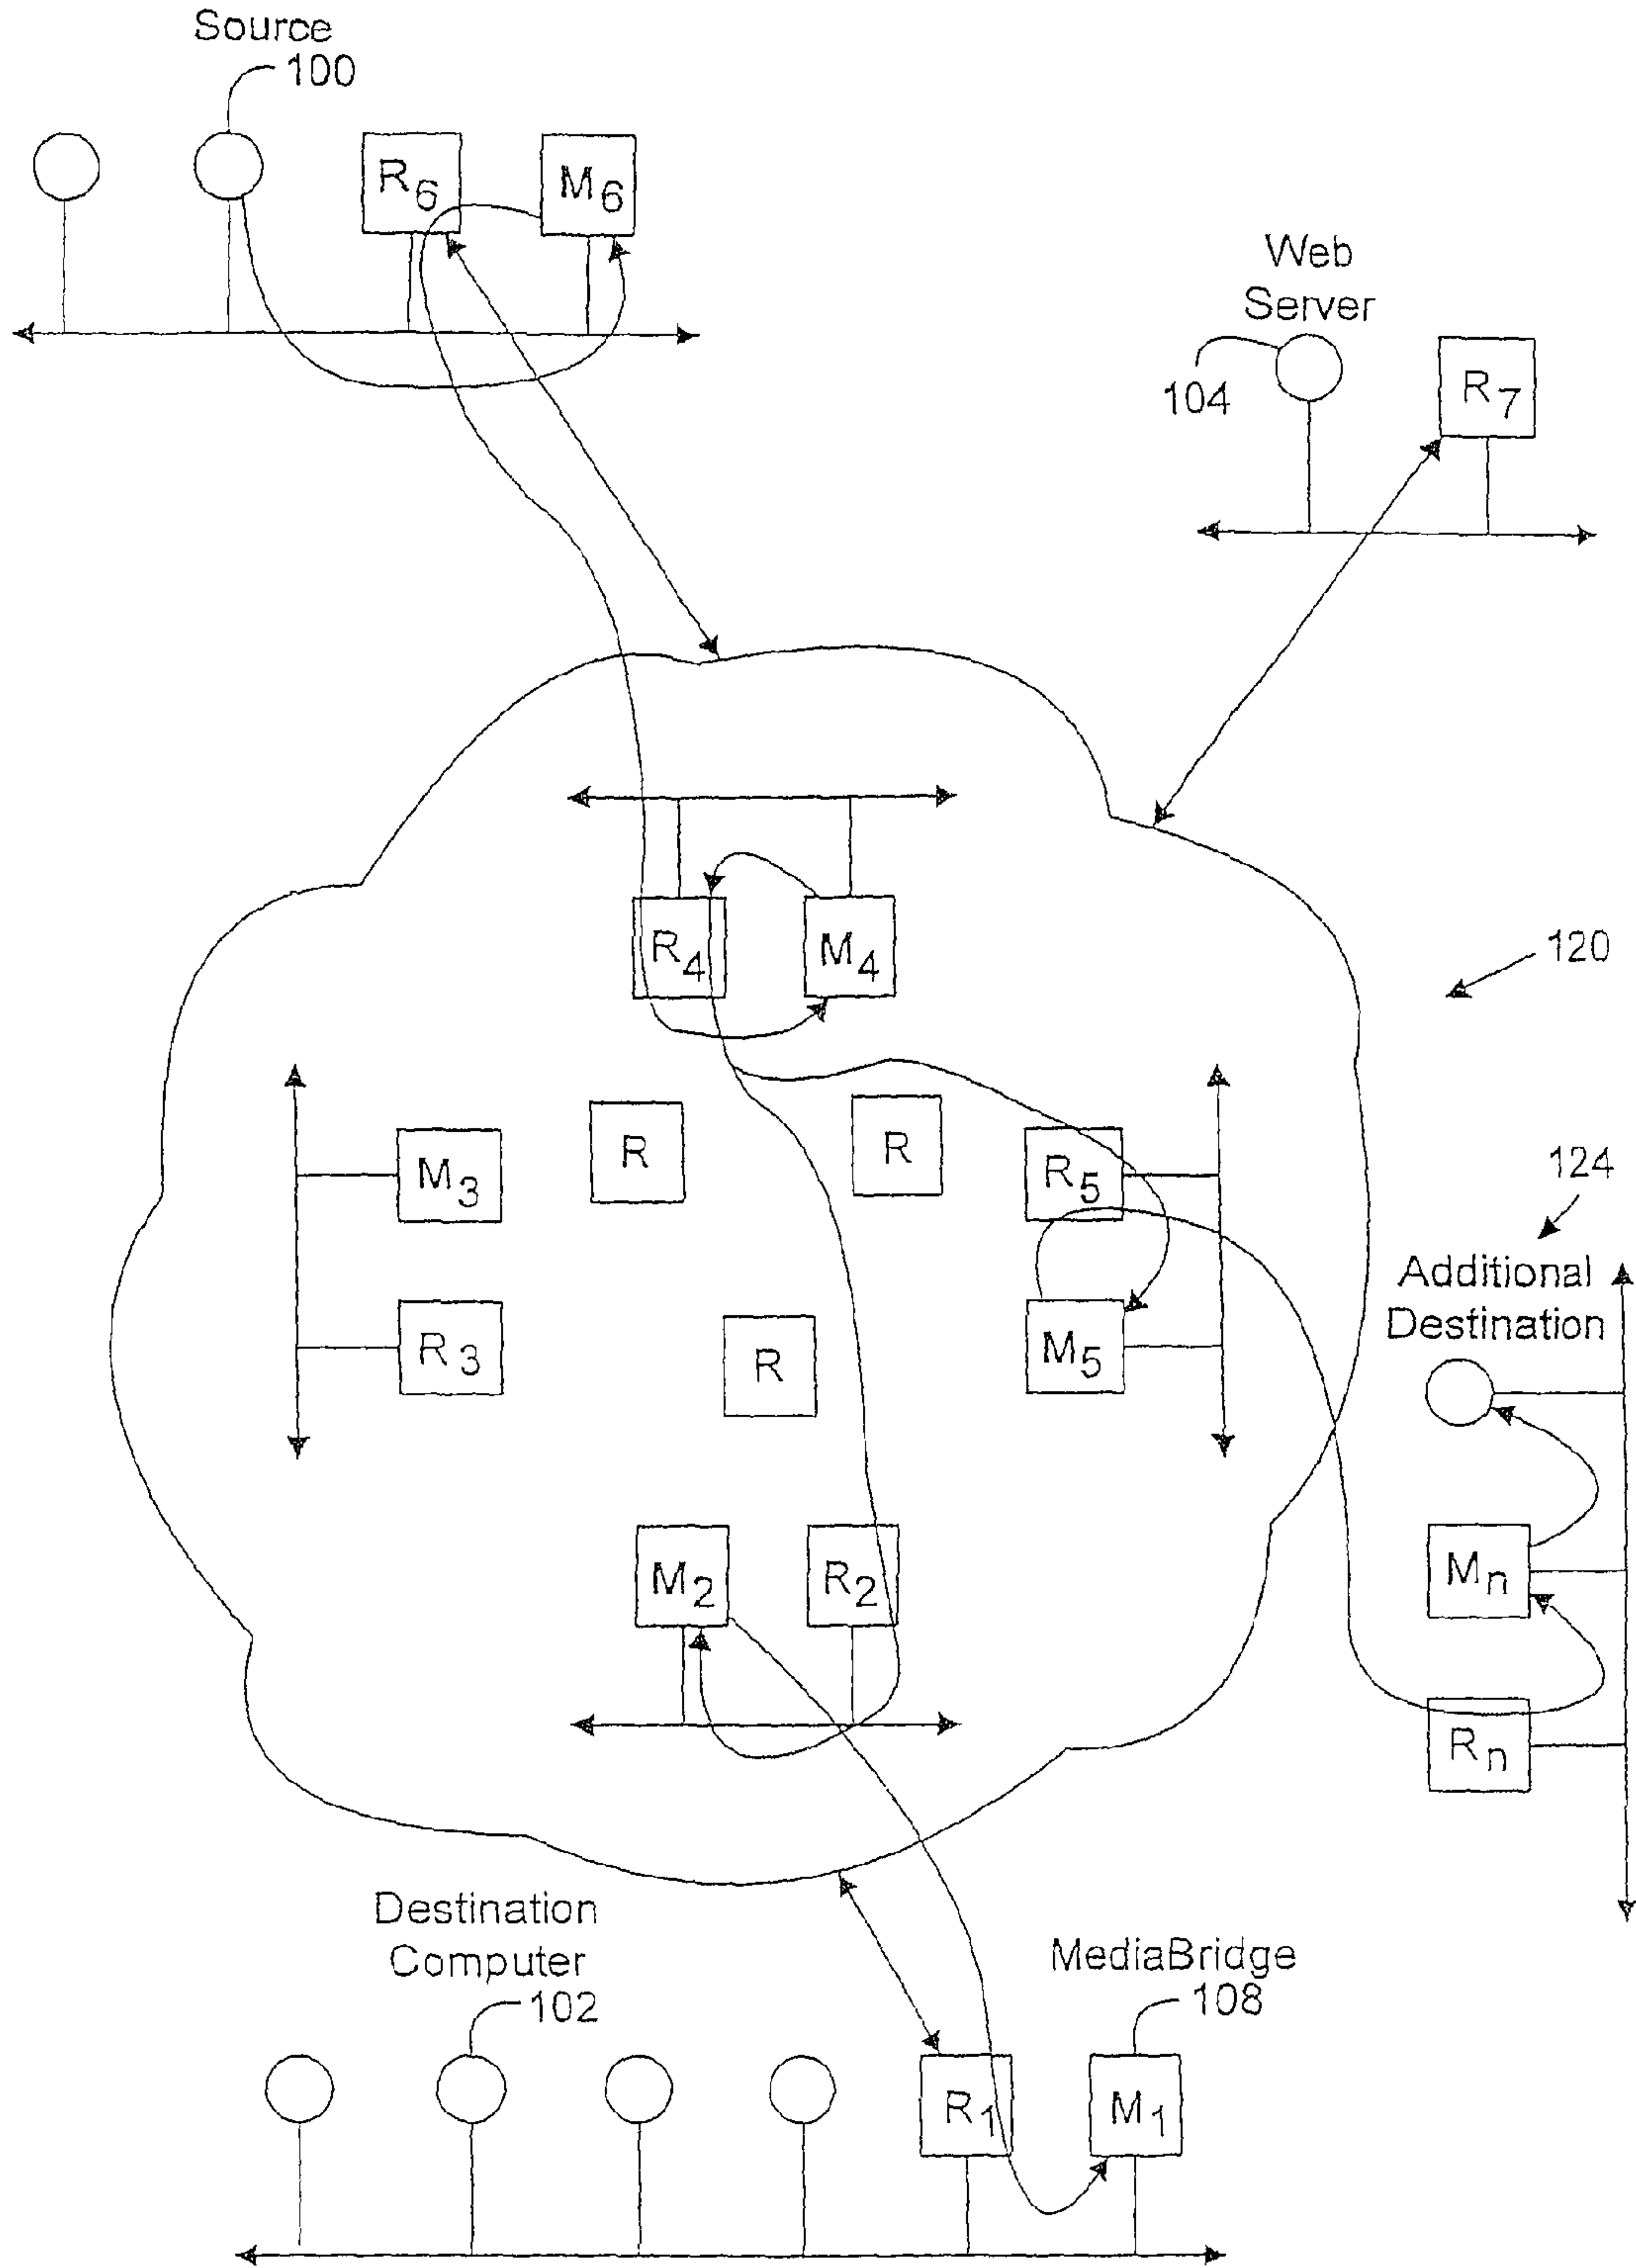 Source
100
R6
M6
Web
Server
104
R7
R4
M4
120
M3
R
R
R5
124
Additional
Destination
R3
R
M5
M2
R2
Mn
Rn
Destination
Computer
102
MediaBridge
108
R1
M1